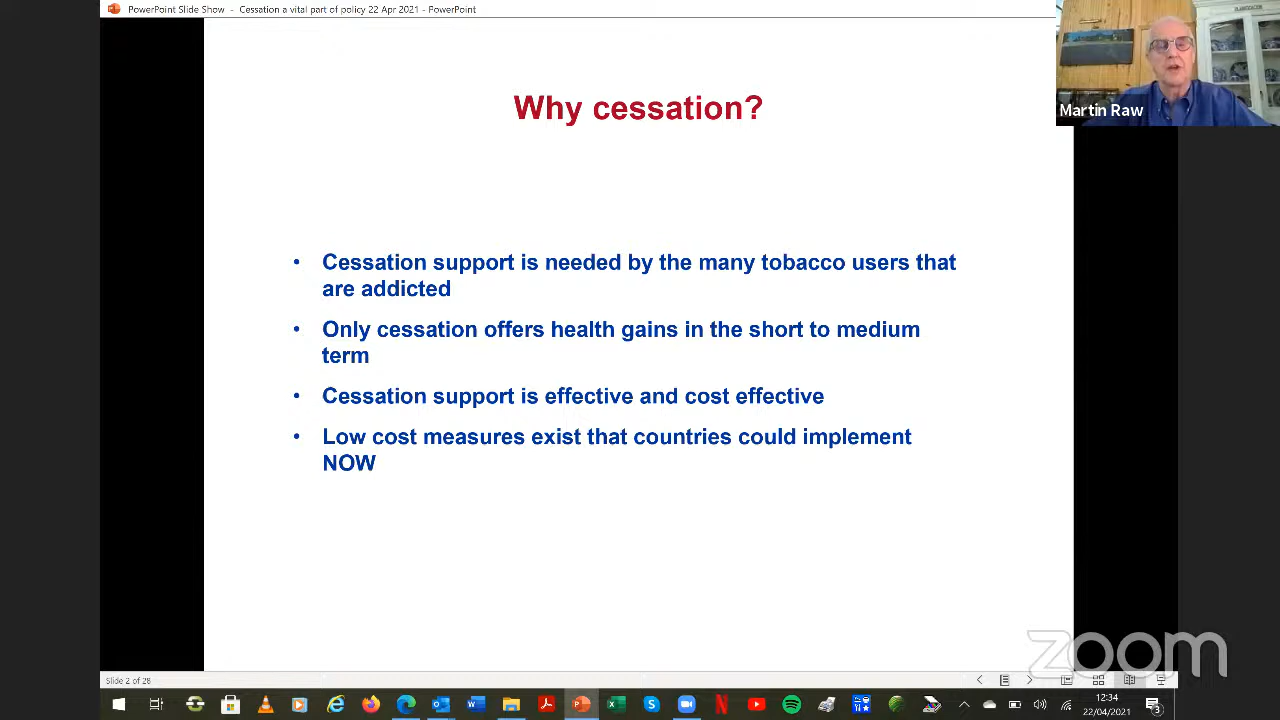 PowerPoint Slide Show - Cessation a vital part of policy 22 Apr 2021 - PowerPoint
Martin Raw
Why cessation?
• Cessation support is needed by the many tobacco users that
are addicted
• Only cessation offers health gains in the short to medium
term
• Cessation support is effective and cost effective
• Low cost measures exist that countries could implement
NOW
zoom
Slide 2 of 28
12:34
22/04/2021